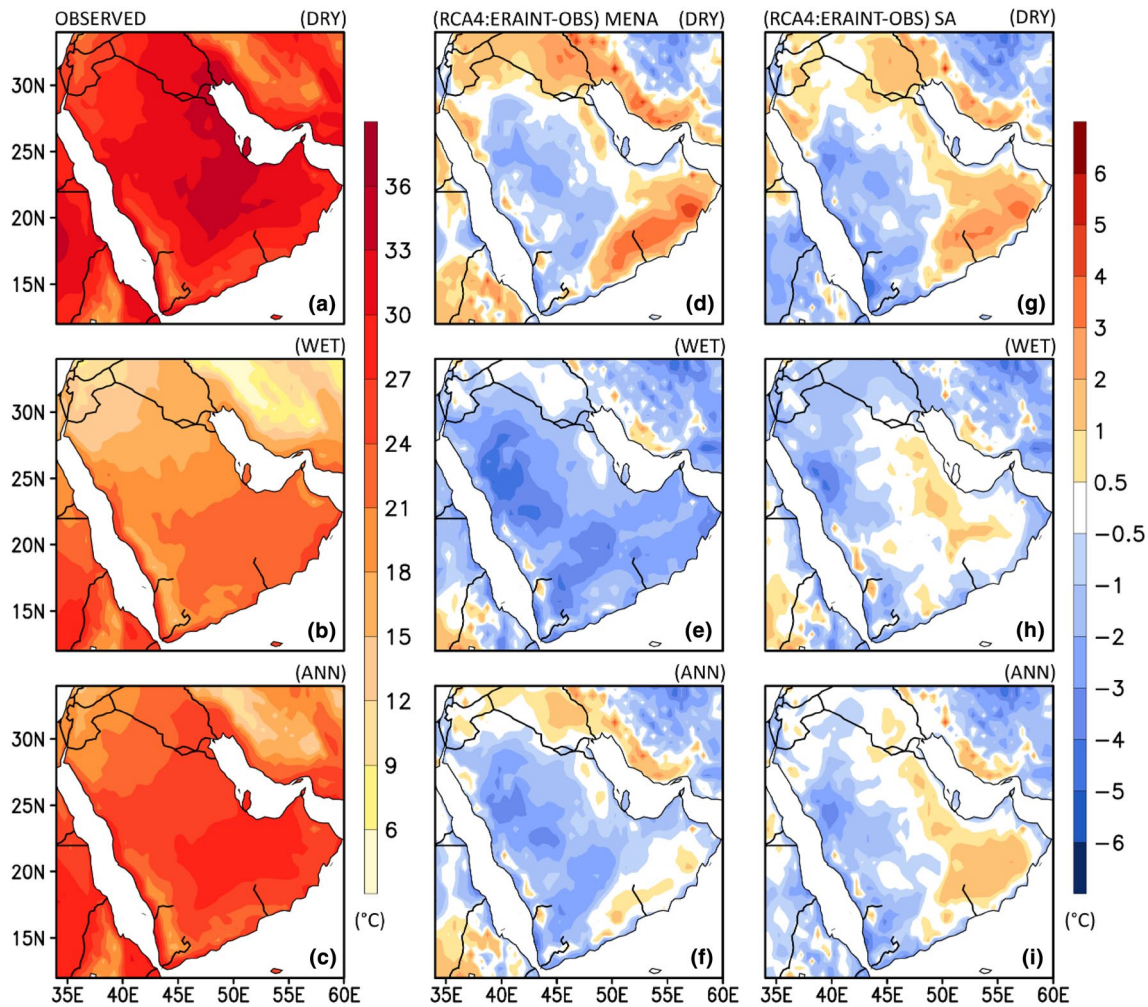 OBSERVED (DRY) (RCA4:ERAINT-OBS) MENA (DRY) (RCA4:ERAINT-OBS) SA (DRY)
30N
25N
20N
15N
(a) (d) (g)
(WET) (WET) (WET)
30N
25N
20N
15N
(b) (e) (h)
(ANN) (ANN) (ANN)
30N
25N
20N
15N
(c) (f) (i)
35E 40E 45E 50E 55E 60E 35E 40E 45E 50E 55E 60E 35E 40E 45E 50E 55E 60E
36
33
30
27
24
21
18
15
12
9
6
(°C)
6
5
4
3
2
1
0.5
−0.5
−1
−2
−3
−4
−5
−6
(°C)